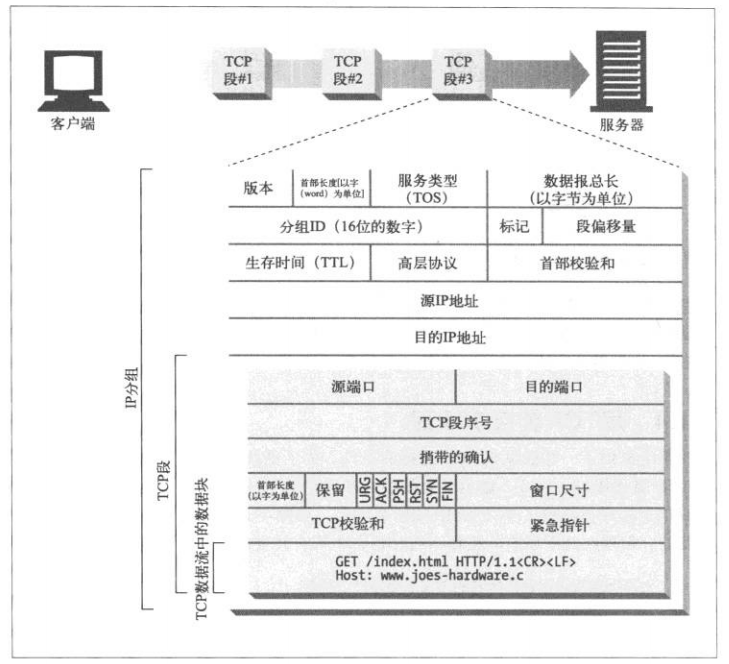 TCP
段#1
TCP
段#2
TCP
段#3
客户端
服务器
版本
首部长度[以字
(word) 为单位]
服务类型
(TOS)
数据报总长
(以字节为单位)
分组ID（16位的数字）
标记
段偏移量
生存时间（TTL）
高层协议
首部校验和
源IP地址
目的IP地址
源端口
目的端口
TCP段序号
捎带的确认
首部长度
(以字为单位)
保留
URG
ACK
PSH
RST
SYN
FIN
窗口尺寸
TCP校验和
紧急指针
GET /index.html HTTP/1.1<CR><LF>
Host: www.joes-hardware.c
IP分组
TCP段
TCP数据流中的数据块